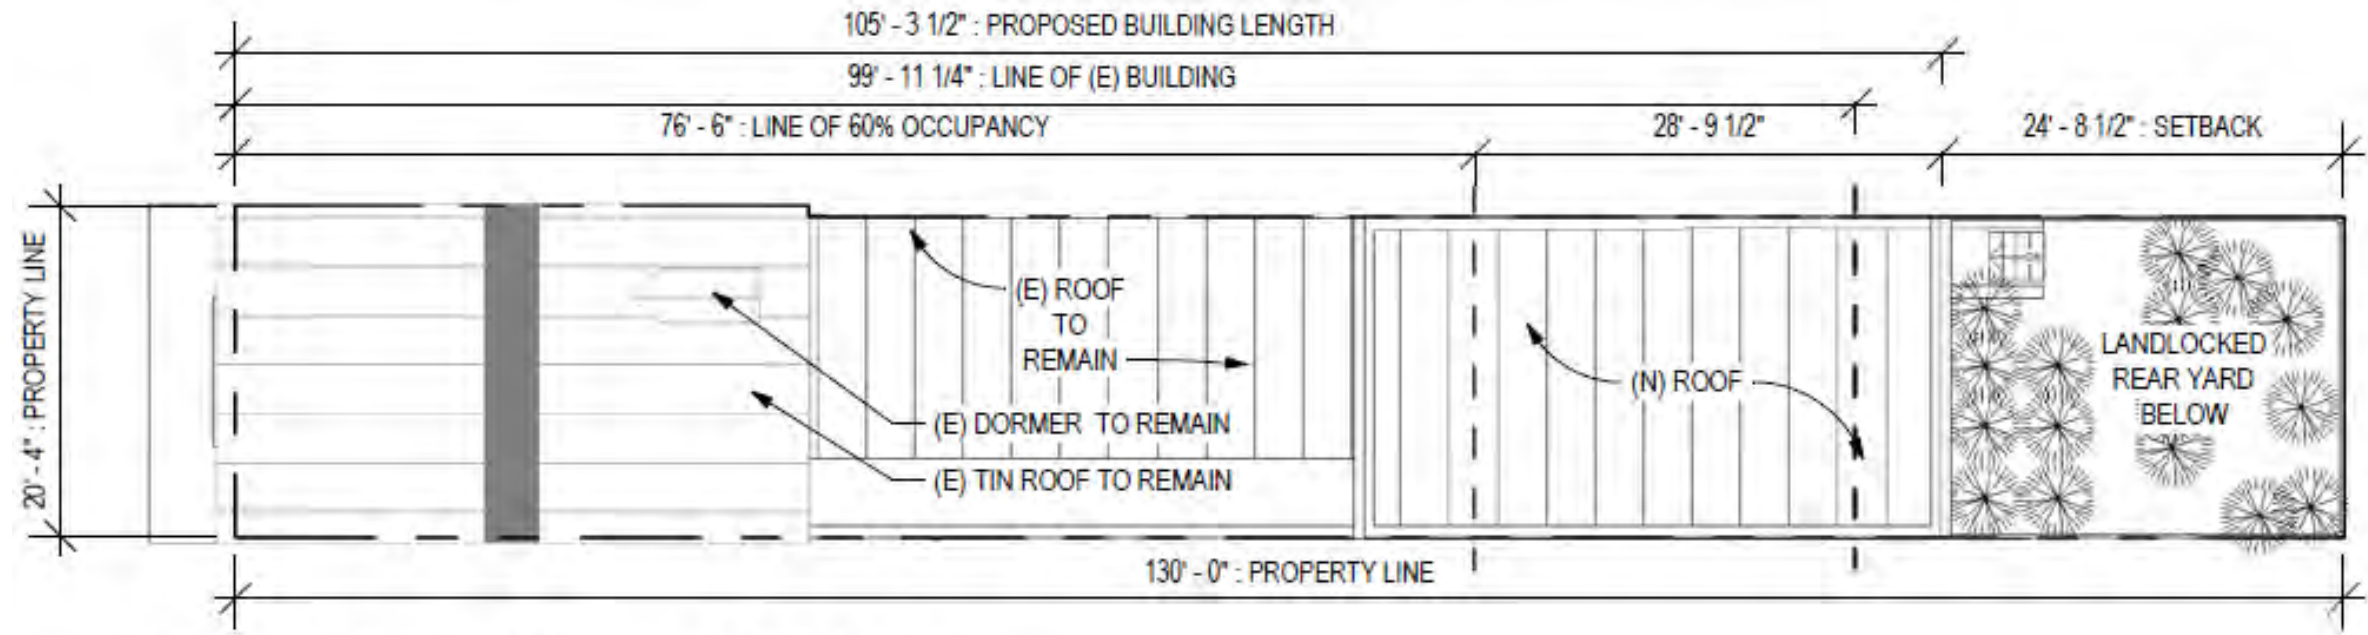 105' - 3 1/2" : PROPOSED BUILDING LENGTH
99' - 11 1/4" : LINE OF (E) BUILDING
76' - 6" : LINE OF 60% OCCUPANCY
28' - 9 1/2"
24' - 8 1/2" : SETBACK
20' - 4" : PROPERTY LINE
(E) ROOF
TO
REMAIN
(E) DORMER TO REMAIN
(E) TIN ROOF TO REMAIN
(N) ROOF
LANDLOCKED
REAR YARD
BELOW
130' - 0" : PROPERTY LINE